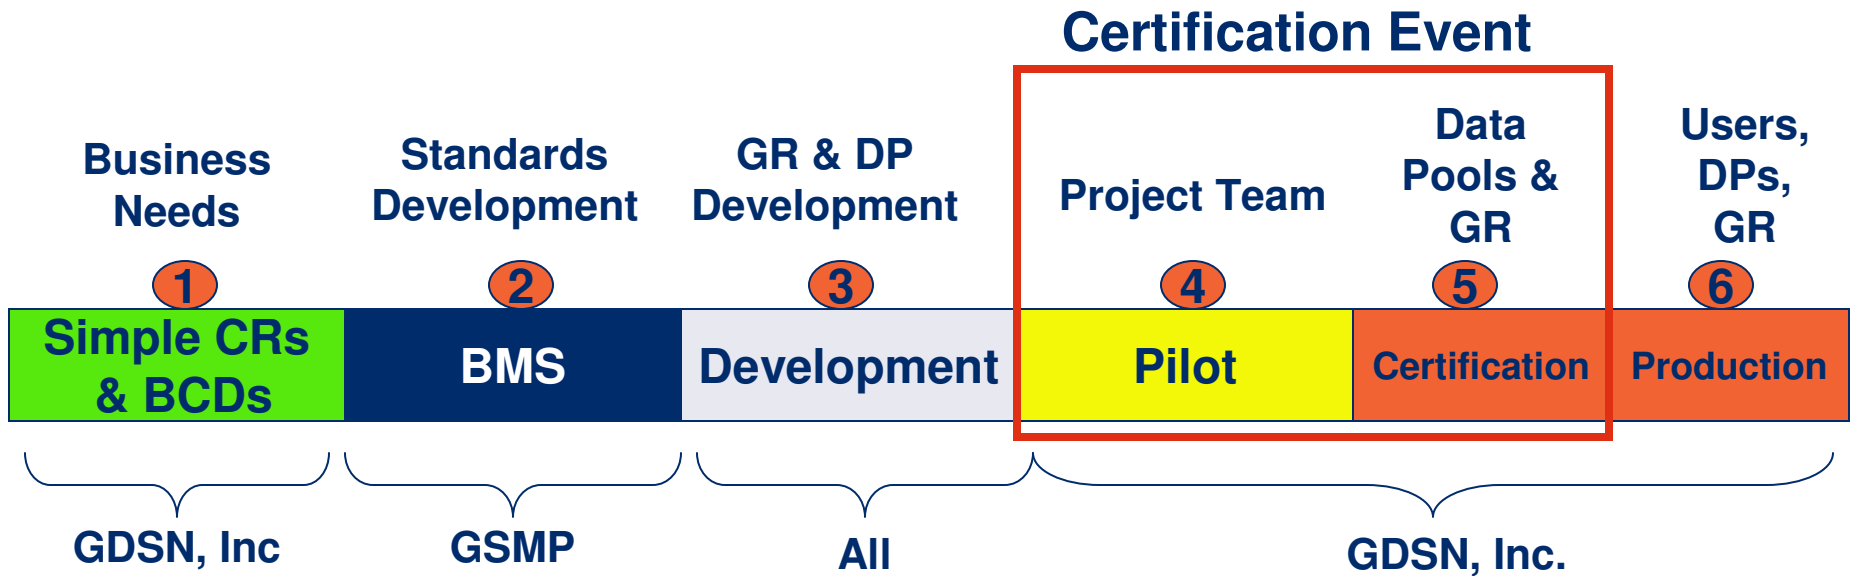 Certification Event
Business
Needs
Standards
Development
GR & DP
Development
Project Team
Data
Pools &
GR
Users,
DPs,
GR
1
2
3
4
5
6
Simple CRs
& BCDs
BMS
Development
Pilot
Certification
Production
GDSN, Inc
GSMP
All
GDSN, Inc.